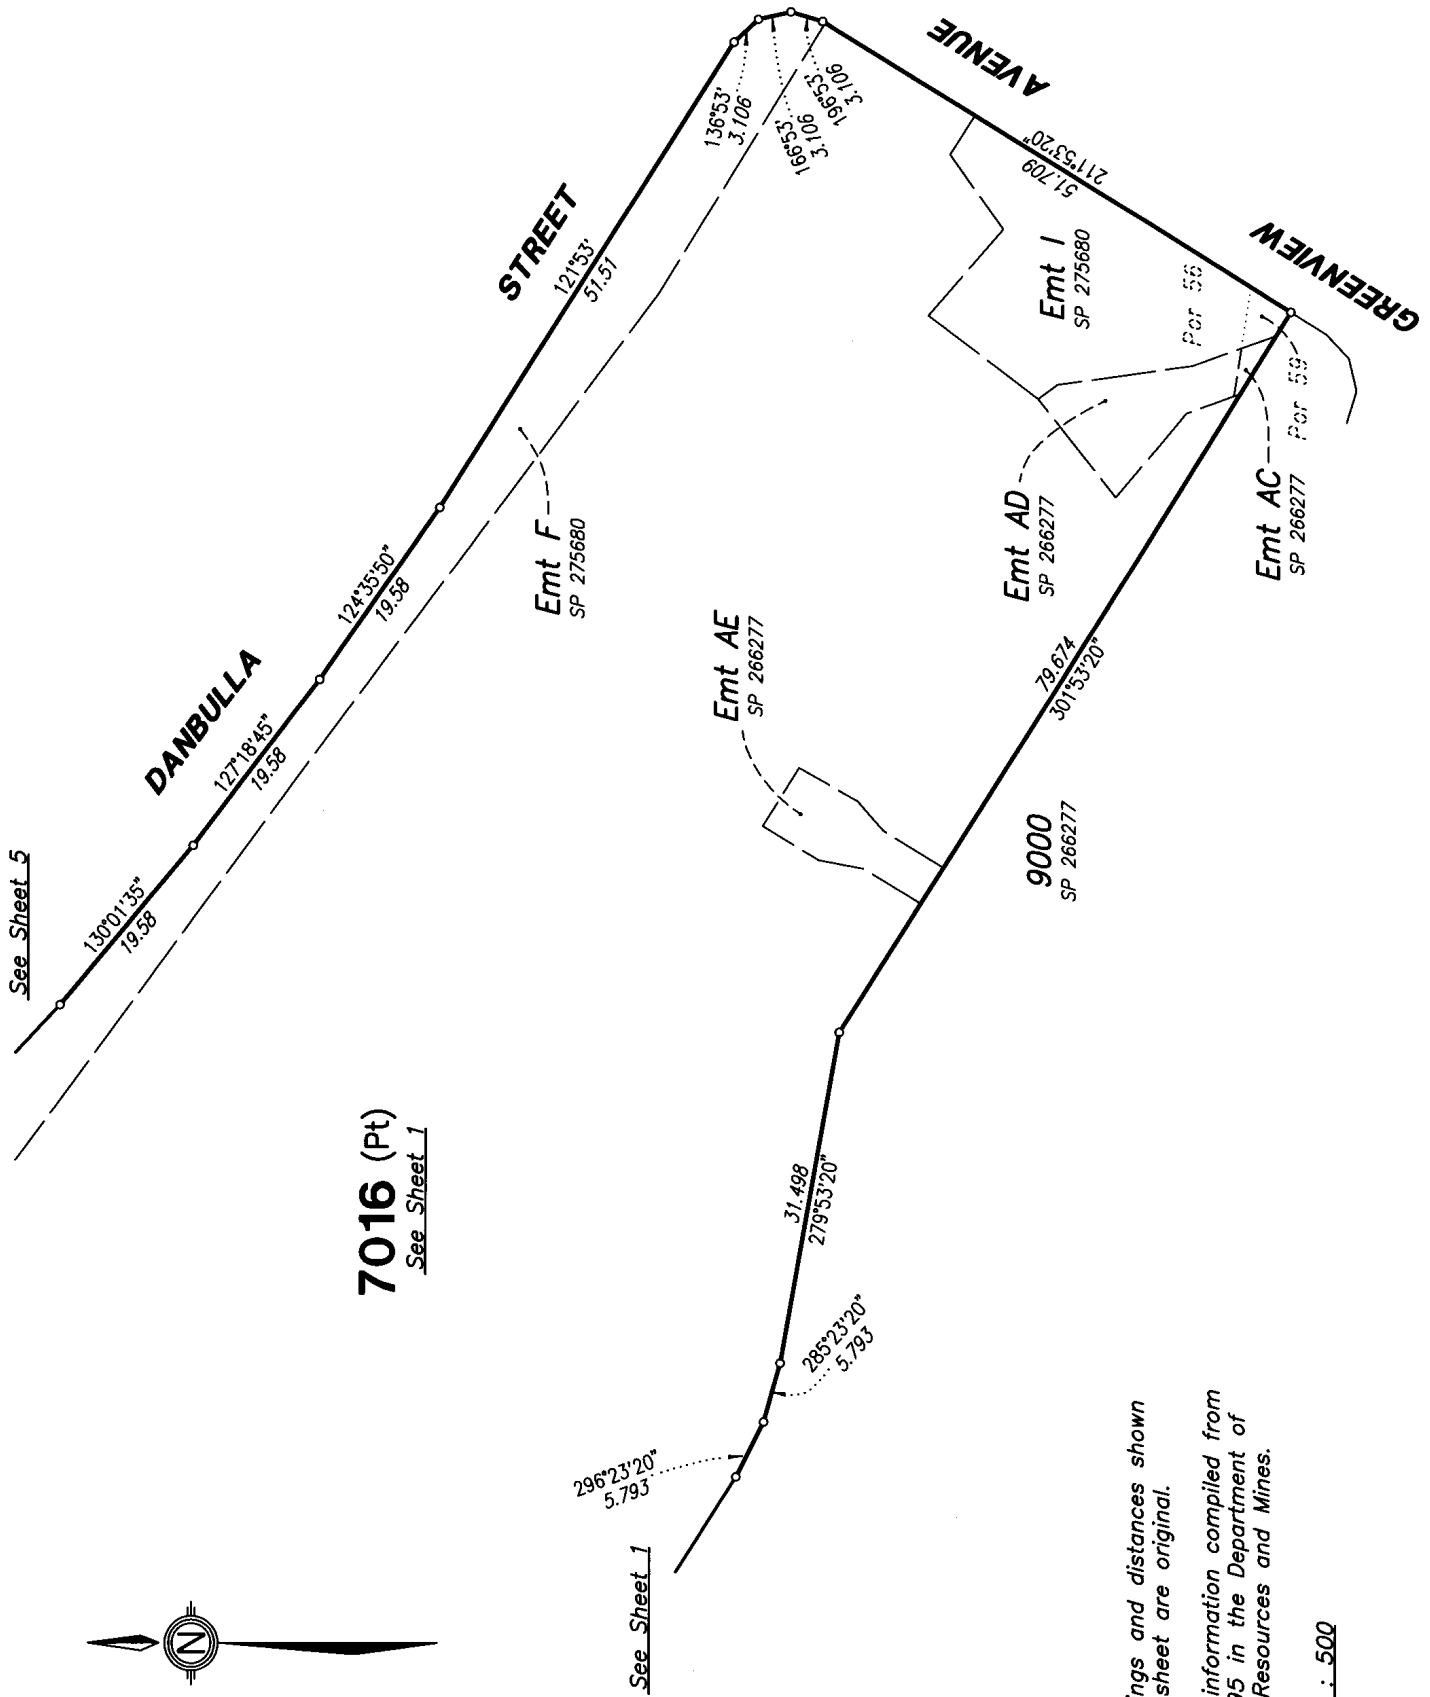 See Sheet 5
DANBULLA
STREET
AVENUE
GREENVIEW
130°01'35"
19.58
127°18'45"
19.58
124°35'50"
19.58
121°53'
51.51
136°53'
3.106
166°53'
3.106
196°53'
3.106
51.709
211°53'20"
Emt F
SP 275680
Emt I
SP 275680
Por 56
Por 59
Emt AD
SP 266277
Emt AC
SP 266277
Emt AE
SP 266277
79.674
301°53'20"
9000
SP 266277
7016 (Pt)
See Sheet 1
31.498
279°53'20"
285°23'20"
5.793
296°23'20"
5.793
See Sheet 1
N
ngs and distances shown
sheet are original.
information compiled from
95 in the Department of
Resources and Mines.
: 500